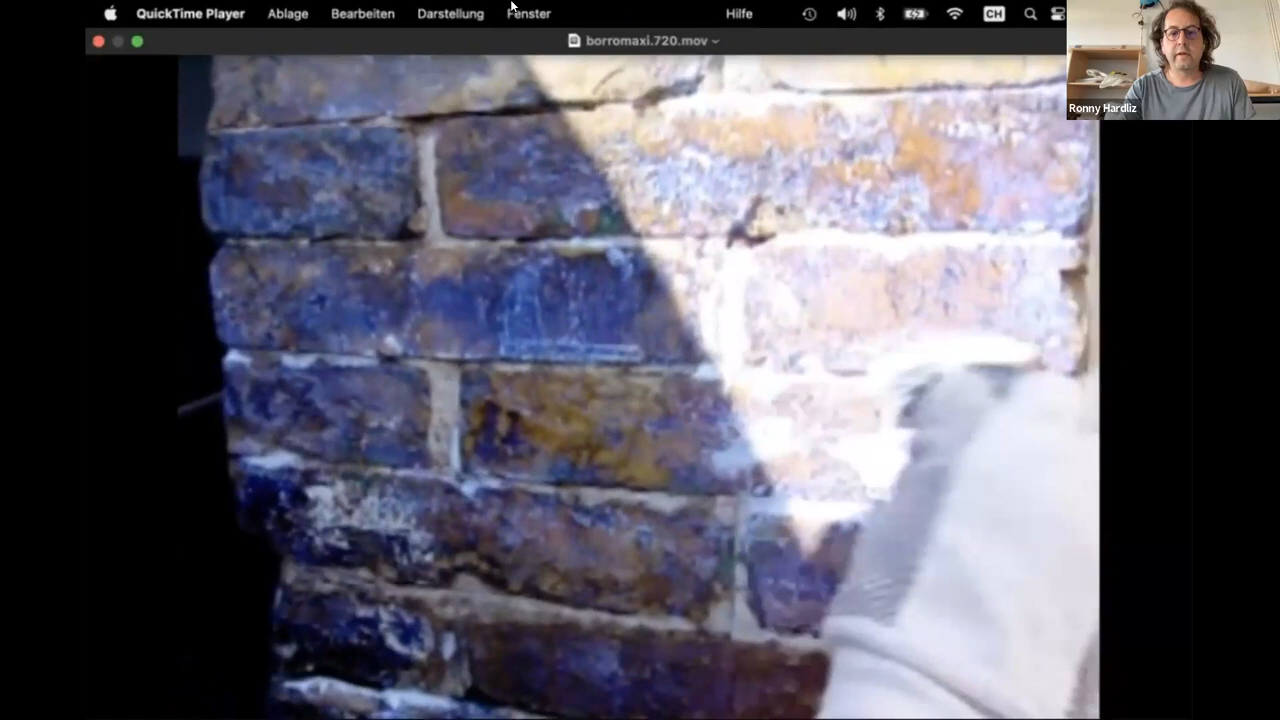 QuickTime Player Ablage Bearbeiten Darstellung Fenster Hilfe CH
borromaxi.720.mov
Ronny Hardliz